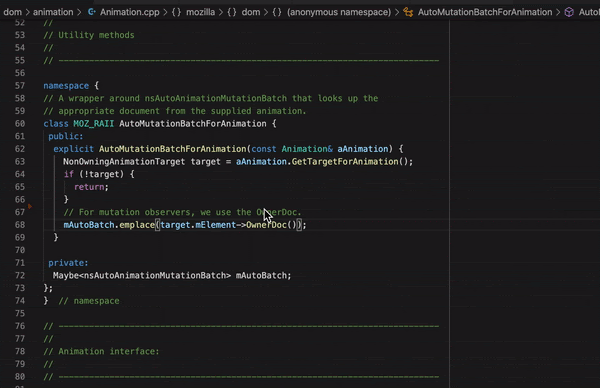 dom > animation > Animation.cpp > {} mozilla > {} dom > {} (anonymous namespace) > AutoMutationBatchForAnimation >
52 //
53 // Utility methods
54 //
55 // ---------------------------------------------------------------------------
56
57 namespace {
58 // A wrapper around nsAutoAnimationMutationBatch that looks up the
59 // appropriate document from the supplied animation.
60 class MOZ_RAII AutoMutationBatchForAnimation {
61 public:
62 explicit AutoMutationBatchForAnimation(const Animation& aAnimation) {
63 NonOwningAnimationTarget target = aAnimation.GetTargetForAnimation();
64 if (!target) {
65 return;
66 }
67 // For mutation observers, we use the OwnerDoc.
68 mAutoBatch.emplace(target.mElement->OwnerDoc());
69 }
70
71 private:
72 Maybe<nsAutoAnimationMutationBatch> mAutoBatch;
73 };
74 } // namespace
75
76 // ---------------------------------------------------------------------------
77 //
78 // Animation interface:
79 //
80 // ---------------------------------------------------------------------------